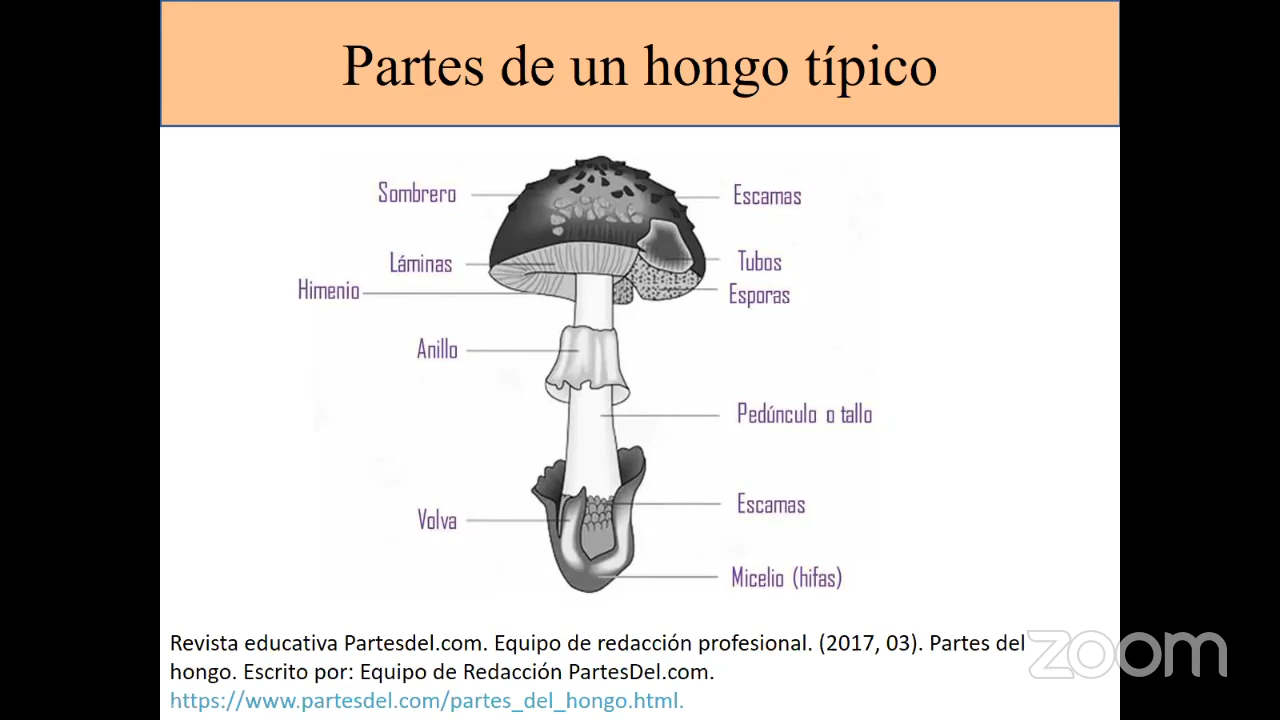 Partes de un hongo típico
Sombrero
Escamas
Láminas
Tubos
Himenio
Esporas
Anillo
Pedúnculo o tallo
Escamas
Volva
Micelio (hifas)
Revista educativa Partesdel.com. Equipo de redacción profesional. (2017, 03). Partes del
hongo. Escrito por: Equipo de Redacción PartesDel.com.
https://www.partesdel.com/partes_del_hongo.html.
zoom